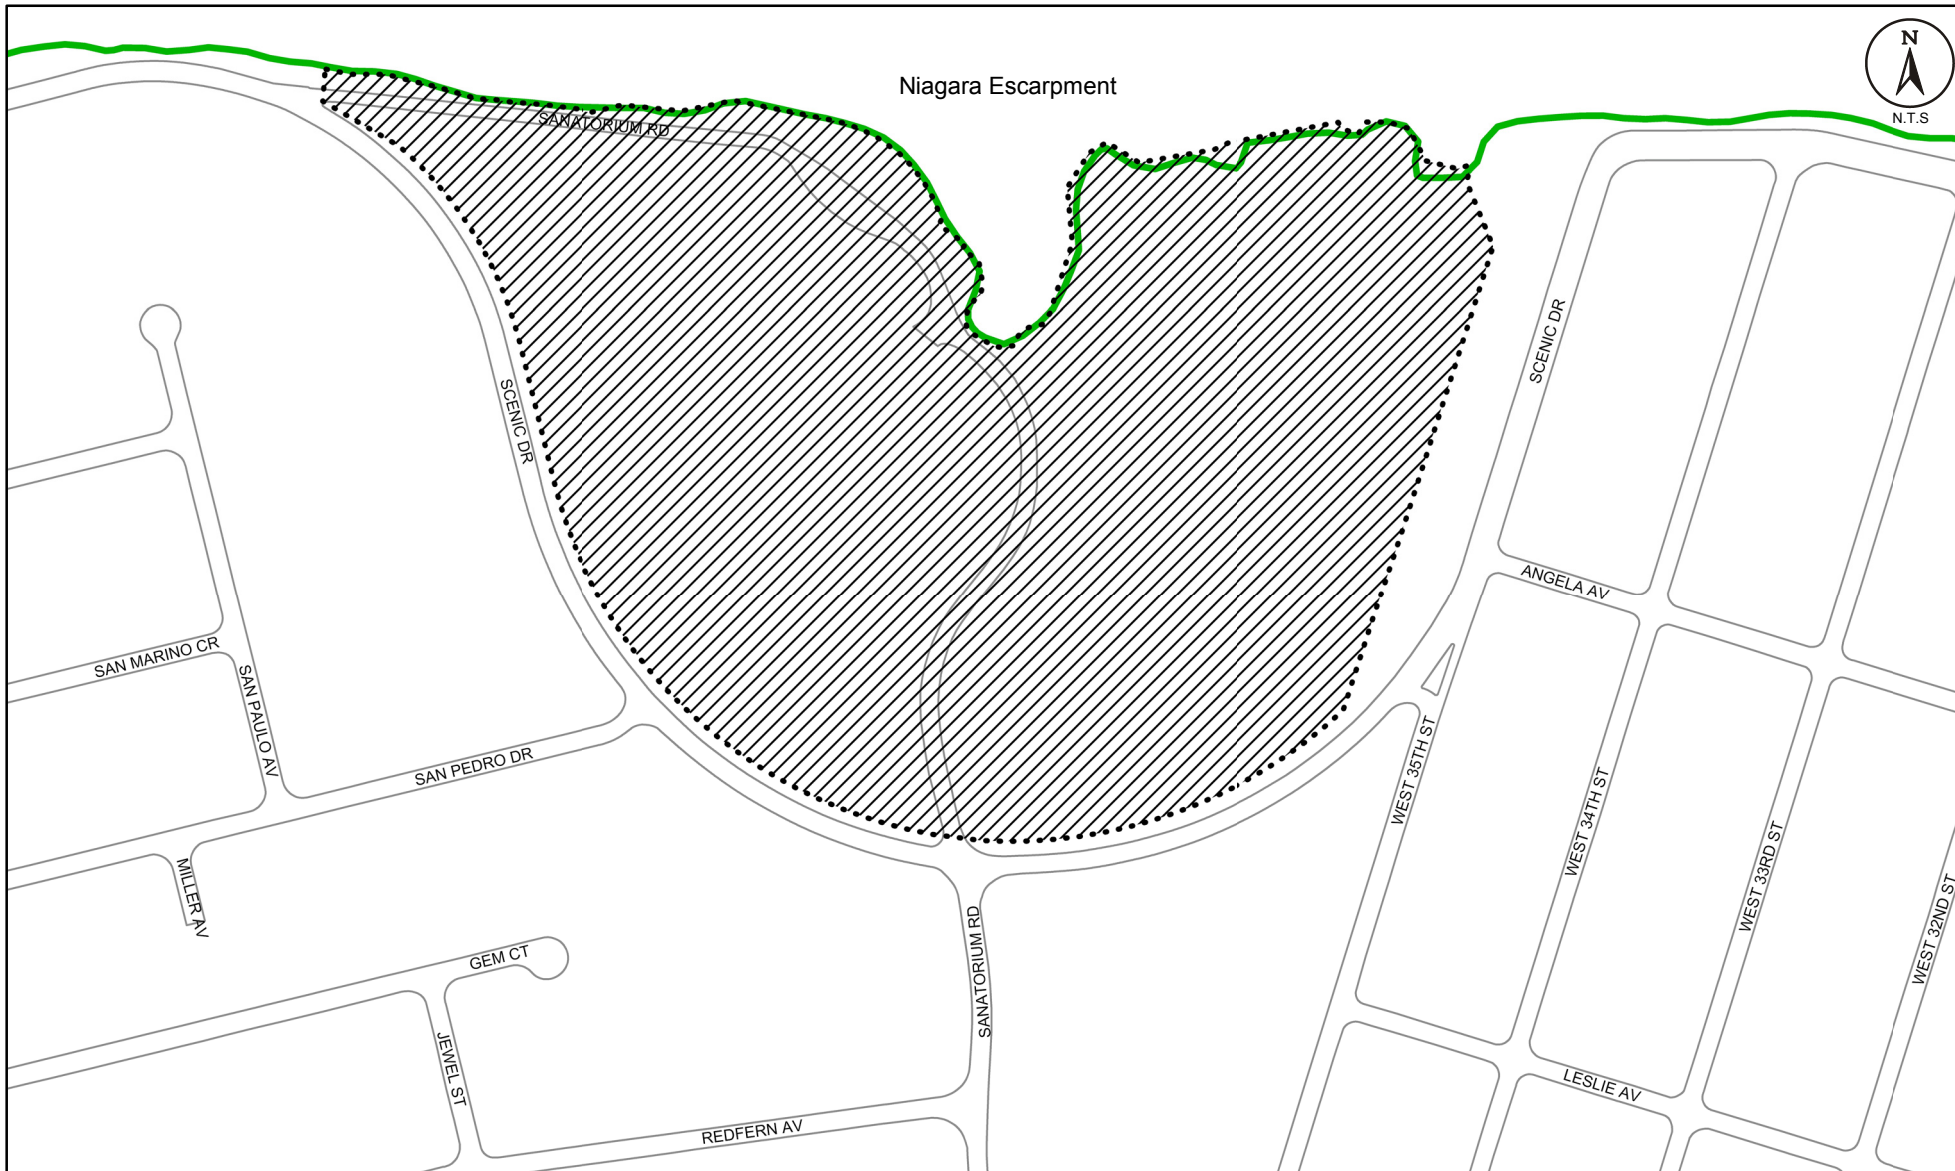 N
Niagara Escarpment
N.T.S
SANATORIUM RD
SCENIC DR
SCENIC DR
ANGELA AV
SAN MARINO CR
SAN PAULO AV
SAN PEDRO DR
WEST 35TH ST
WEST 34TH ST
WEST 33RD ST
WEST 32ND ST
MILLER AV
GEM CT
SANATORIUM RD
JEWEL ST
LESLIE AV
REDFERN AV